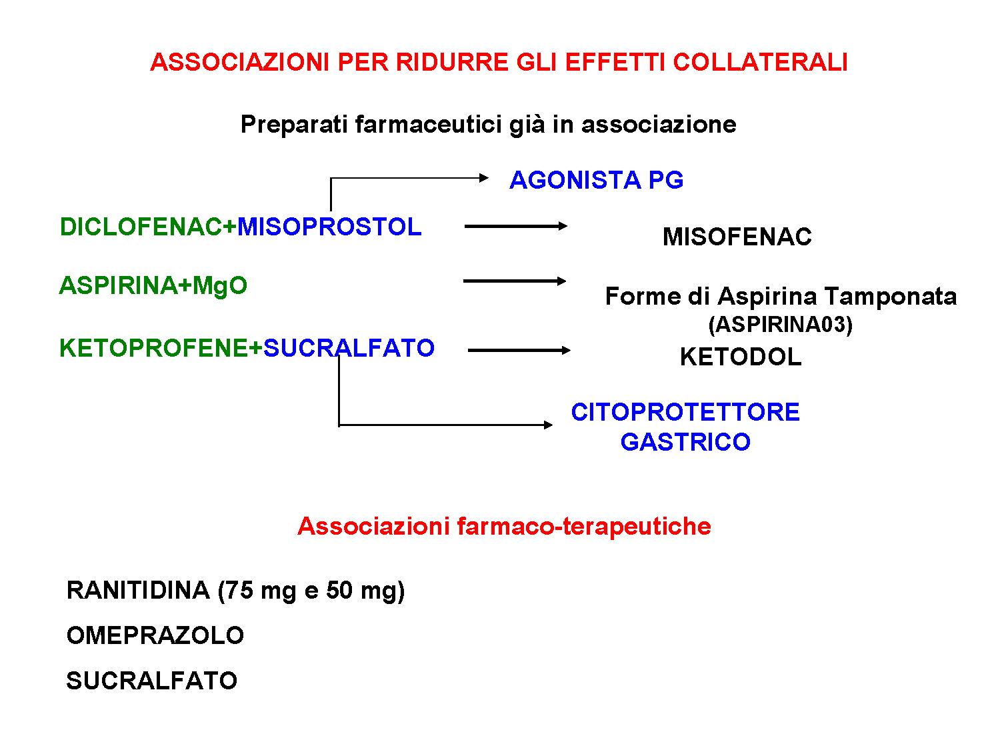 ASSOCIAZIONI PER RIDURRE GLI EFFETTI COLLATERALI
Preparati farmaceutici già in associazione
AGONISTA PG
DICLOFENAC+MISOPROSTOL
MISOFENAC
ASPIRINA+MgO
Forme di Aspirina Tamponata
(ASPIRINA03)
KETOPROFENE+SUCRALFATO
KETODOL
CITOPROTETTORE
GASTRICO
Associazioni farmaco-terapeutiche
RANITIDINA (75 mg e 50 mg)
OMEPRAZOLO
SUCRALFATO